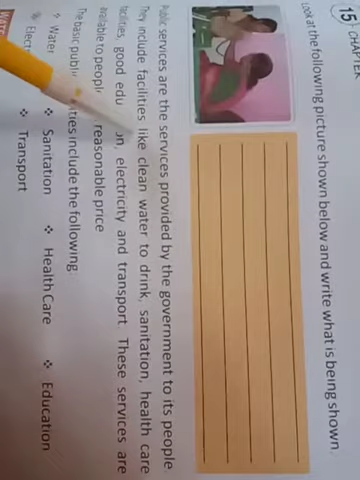 15
CHAPTER
Look at the following picture shown below and write what is being shown.
Public services are the services provided by the government to its people.
They include facilities like clean water to drink, sanitation, health care
facilities, good edu on, electricity and transport. These services are
available to people reasonable price
The basic publi ties include the following:
❖ Water ❖ Sanitation ❖ Health Care ❖ Education
❖ Elect ❖ Transport
WATE